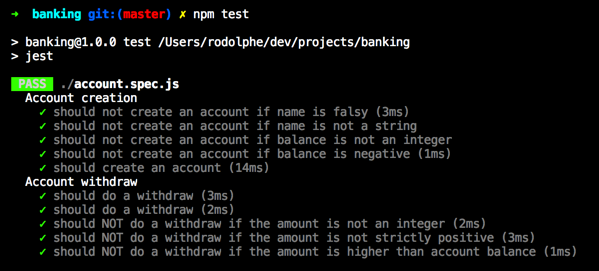 ➜ banking git:(master) ✗ npm test
> banking@1.0.0 test /Users/rodolphe/dev/projects/banking
> jest
PASS ./account.spec.js
Account creation
✓ should not create an account if name is falsy (3ms)
✓ should not create an account if name is not a string
✓ should not create an account if balance is not an integer
✓ should not create an account if balance is negative (1ms)
✓ should create an account (14ms)
Account withdraw
✓ should do a withdraw (3ms)
✓ should do a withdraw (2ms)
✓ should NOT do a withdraw if the amount is not an integer (2ms)
✓ should NOT do a withdraw if the amount is not strictly positive (3ms)
✓ should NOT do a withdraw if the amount is higher than account balance (1ms)